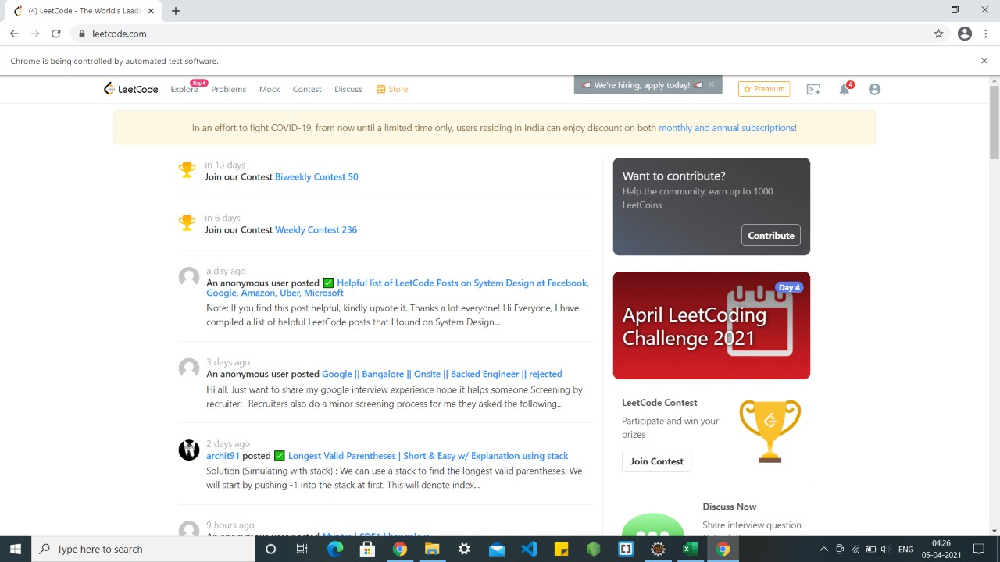 (4) LeetCode - The World's Leadi
leetcode.com
Chrome is being controlled by automated test software.
LeetCode
Explore
Day 4
Problems
Mock
Contest
Discuss
Store
We're hiring, apply today!
Premium
4
In an effort to fight COVID-19, from now until a limited time only, users residing in India can enjoy discount on both monthly and annual subscriptions!
in 13 days
Join our Contest Biweekly Contest 50
in 6 days
Join our Contest Weekly Contest 236
a day ago
An anonymous user posted ✅ Helpful list of LeetCode Posts on System Design at Facebook,
Google, Amazon, Uber, Microsoft
Note: If you find this post helpful, kindly upvote it. Thanks a lot everyone! Hi Everyone, I have
compiled a list of helpful LeetCode posts that I found on System Design...
3 days ago
An anonymous user posted Google || Bangalore || Onsite || Backed Engineer || rejected
Hi all, Just want to share my google interview experience hope it helps someone Screening by
recruiter:- Recruiters also do a minor screening process for me they asked the following...
2 days ago
archit91 posted ✅ Longest Valid Parentheses | Short & Easy w/ Explanation using stack
Solution (Simulating with stack) : We can use a stack to find the longest valid parentheses. We
will start by pushing -1 into the stack at first. This will denote index...
9 hours ago
Want to contribute?
Help the community, earn up to 1000
LeetCoins
Contribute
Day 4
April LeetCoding
Challenge 2021
LeetCode Contest
Participate and win your
prizes
Join Contest
Discuss Now
Share interview question
Type here to search
ENG
04:26
05-04-2021